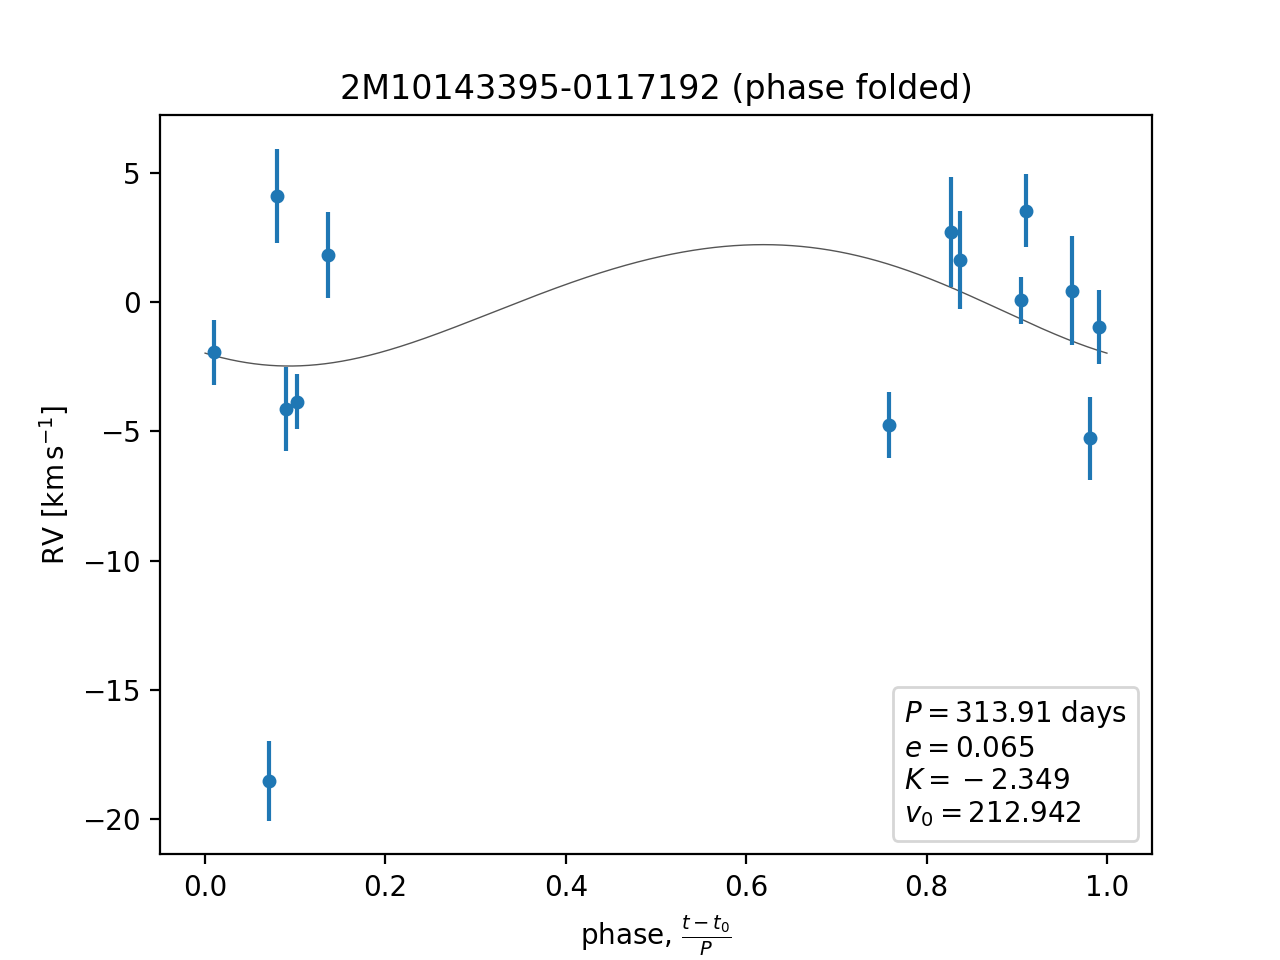 2M10143395-0117192 (phase folded)
RV [km s⁻¹]
5
0
−5
−10
−15
−20
P = 313.91 days
e = 0.065
K = −2.349
v₀ = 212.942
0.0 0.2 0.4 0.6 0.8 1.0
phase, (t − t₀)/P